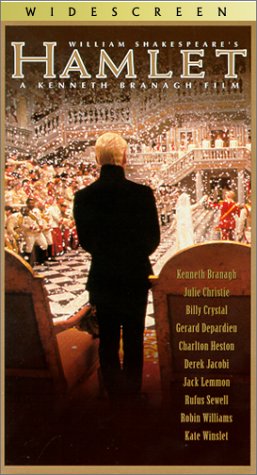 WIDESCREEN
WILLIAM SHAKESPEARE'S
HAMLET
A KENNETH BRANAGH FILM
Kenneth Branagh
Julie Christie
Billy Crystal
Gerard Depardieu
Charlton Heston
Derek Jacobi
Jack Lemmon
Rufus Sewell
Robin Williams
Kate Winslet